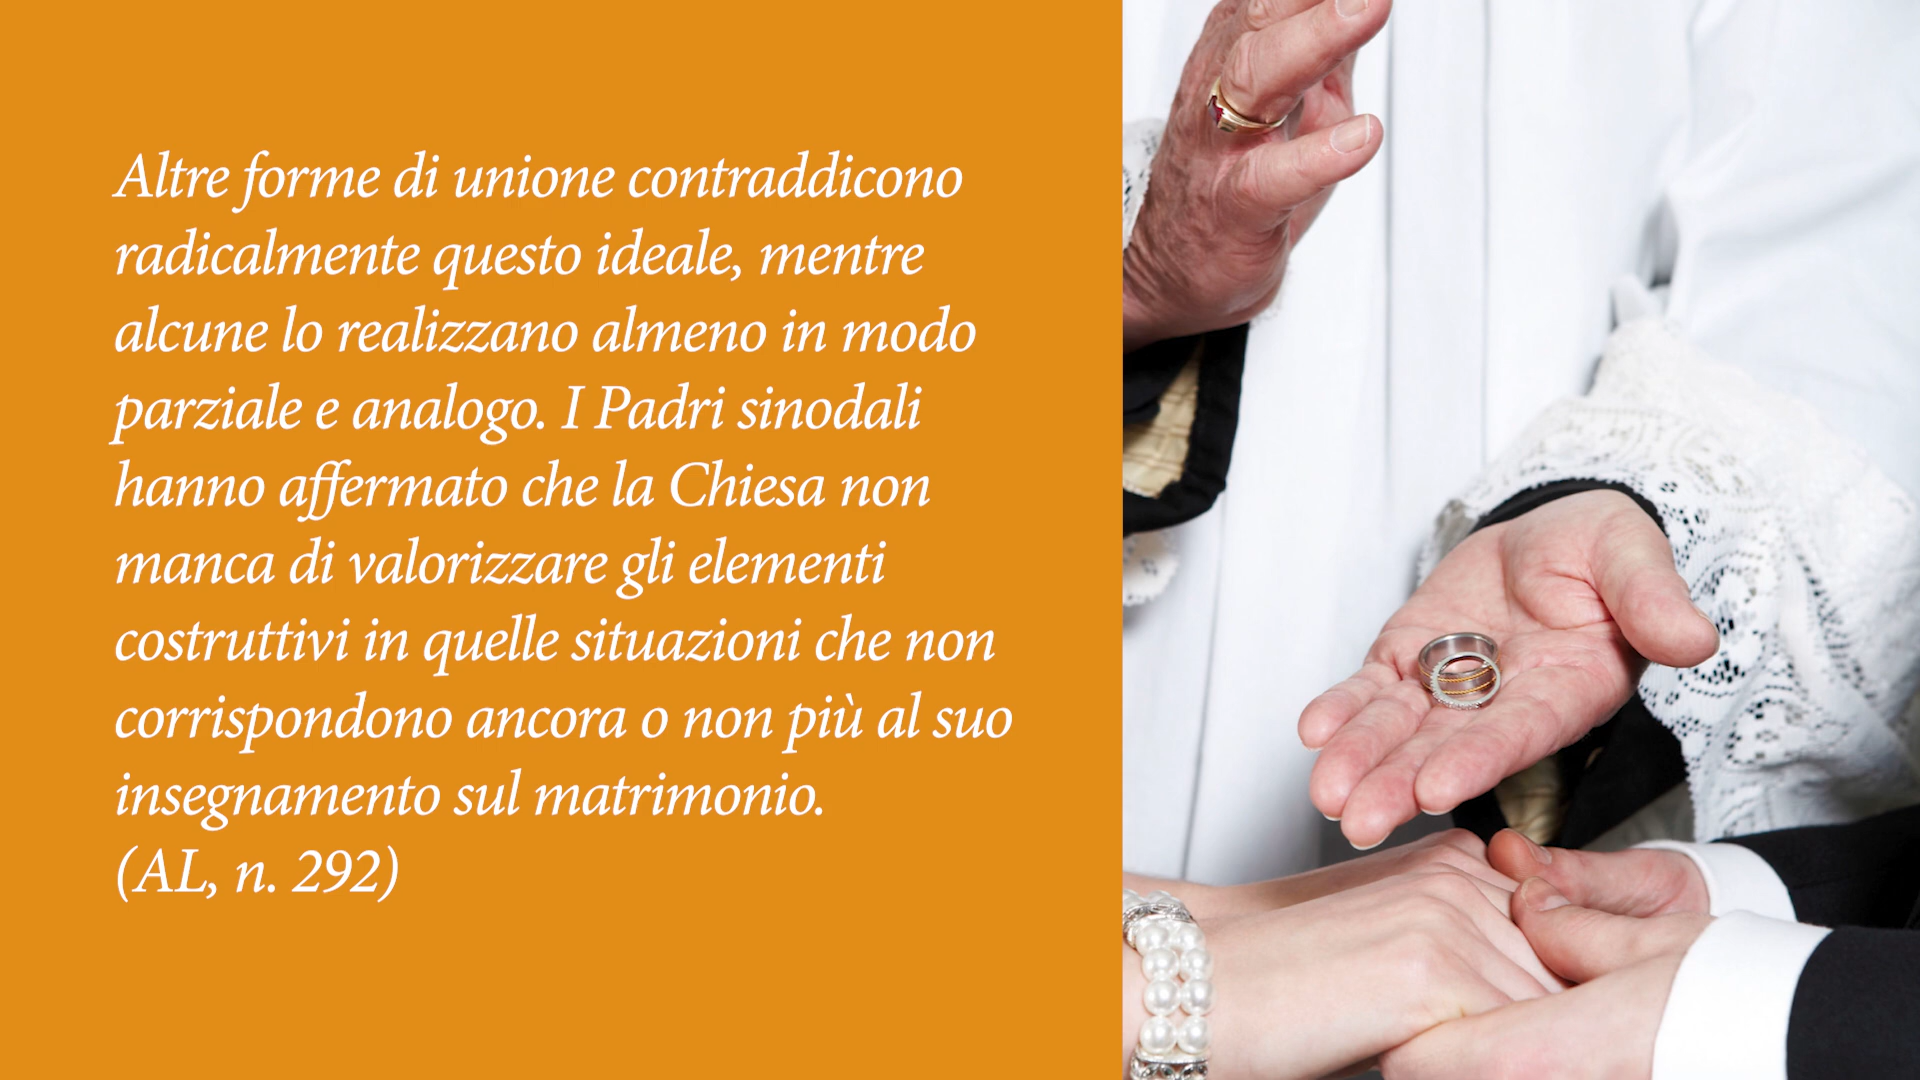 Altre forme di unione contraddicono
radicalmente questo ideale, mentre
alcune lo realizzano almeno in modo
parziale e analogo. I Padri sinodali
hanno affermato che la Chiesa non
manca di valorizzare gli elementi
costruttivi in quelle situazioni che non
corrispondono ancora o non più al suo
insegnamento sul matrimonio.
(AL, n. 292)